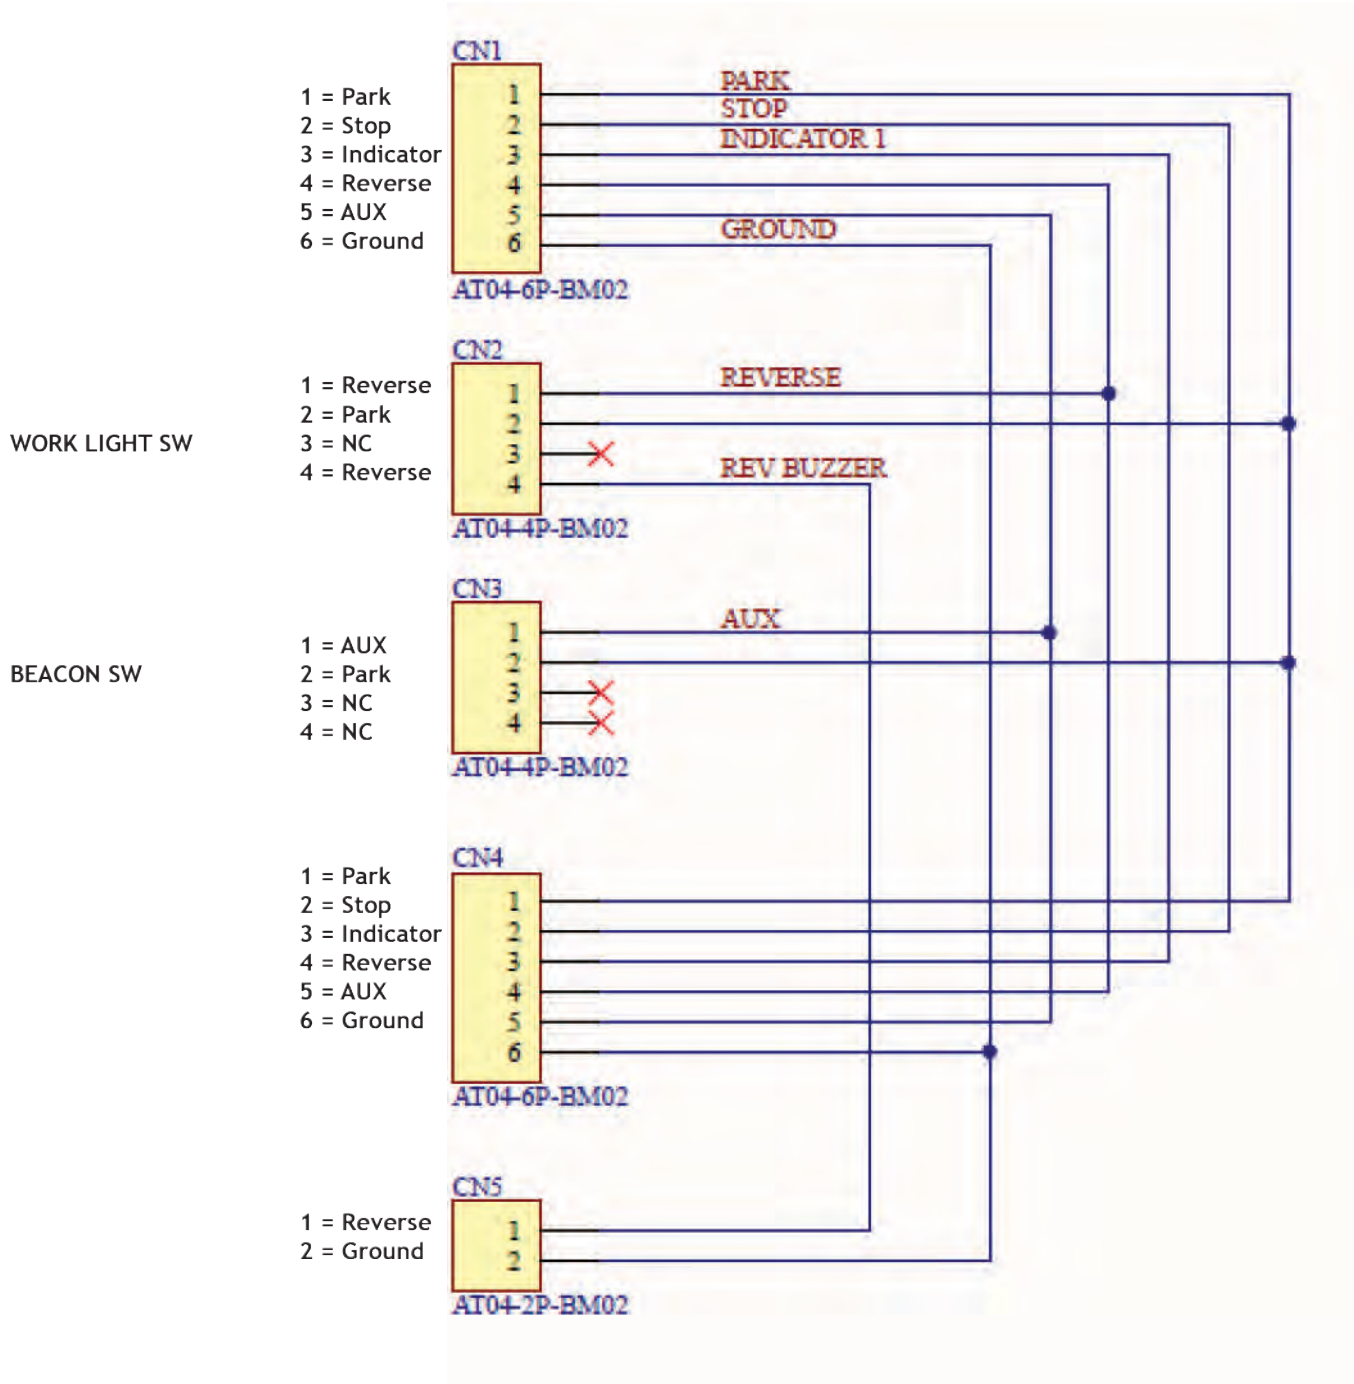 CN1
1 = Park
2 = Stop
3 = Indicator
4 = Reverse
5 = AUX
6 = Ground
1
2
3
4
5
6
PARK
STOP
INDICATOR 1
GROUND
AT04-6P-BM02
CN2
WORK LIGHT SW
1 = Reverse
2 = Park
3 = NC
4 = Reverse
1
2
3
4
REVERSE
REV BUZZER
AT04-4P-BM02
CN3
BEACON SW
1 = AUX
2 = Park
3 = NC
4 = NC
1
2
3
4
AUX
AT04-4P-BM02
CN4
1 = Park
2 = Stop
3 = Indicator
4 = Reverse
5 = AUX
6 = Ground
1
2
3
4
5
6
AT04-6P-BM02
CN5
1 = Reverse
2 = Ground
1
2
AT04-2P-BM02